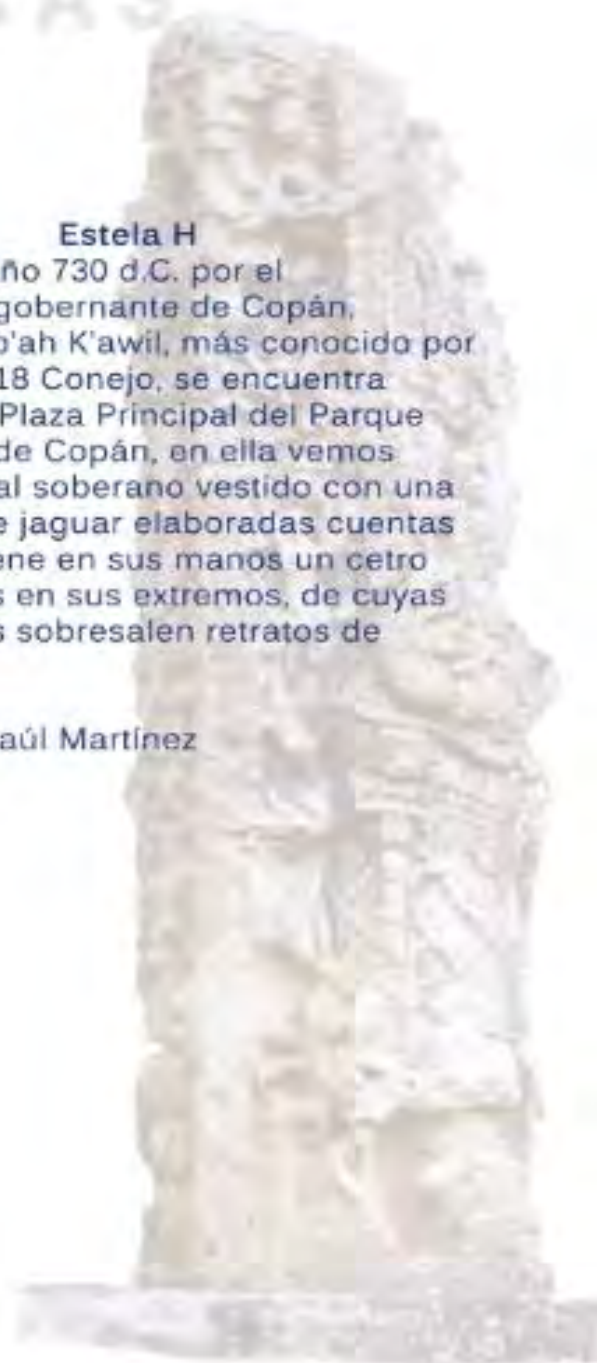 AS
Estela H
ño 730 d.C. por el
gobernante de Copán,
b'ah K'awil, más conocido por
18 Conejo, se encuentra
Plaza Principal del Parque
de Copán, en ella vemos
al soberano vestido con una
e jaguar elaboradas cuentas
ene en sus manos un cetro
s en sus extremos, de cuyas
s sobresalen retratos de
aúl Martínez